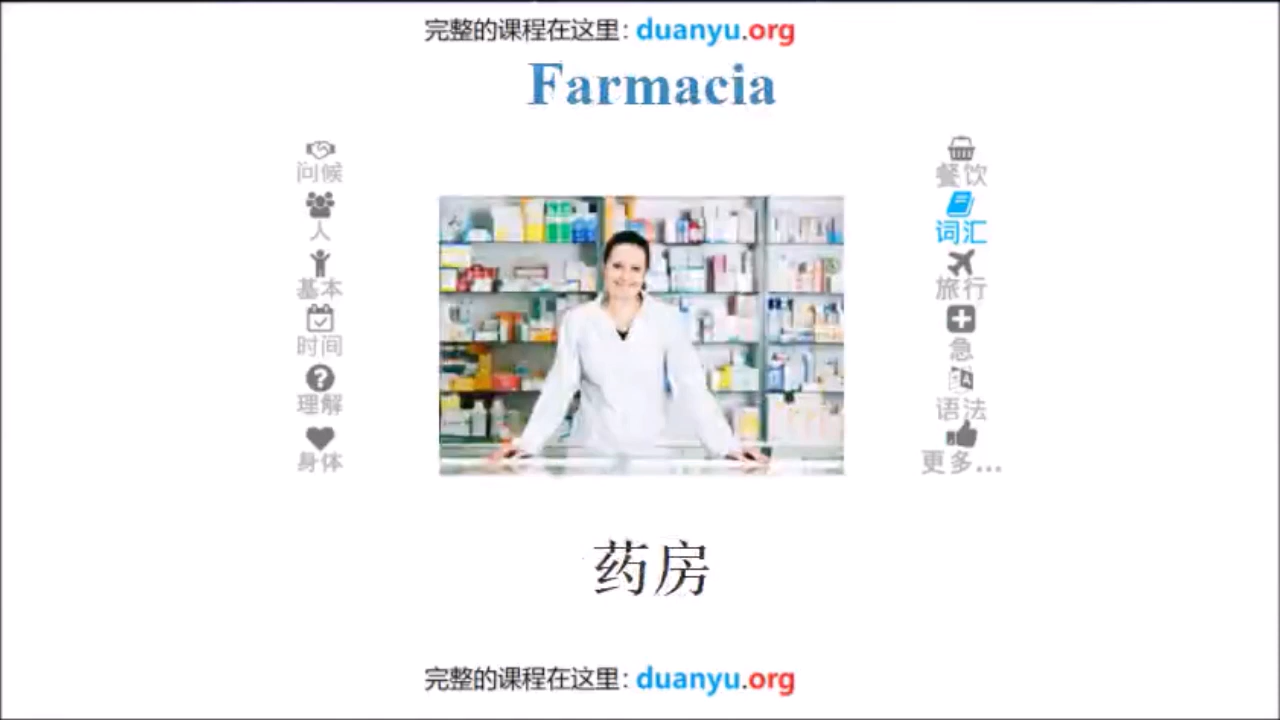 完整的课程在这里: duanyu.org
Farmacia
问候
人
基本
时间
理解
身体
餐饮
词汇
旅行
急
语法
更多...
药房
完整的课程在这里: duanyu.org